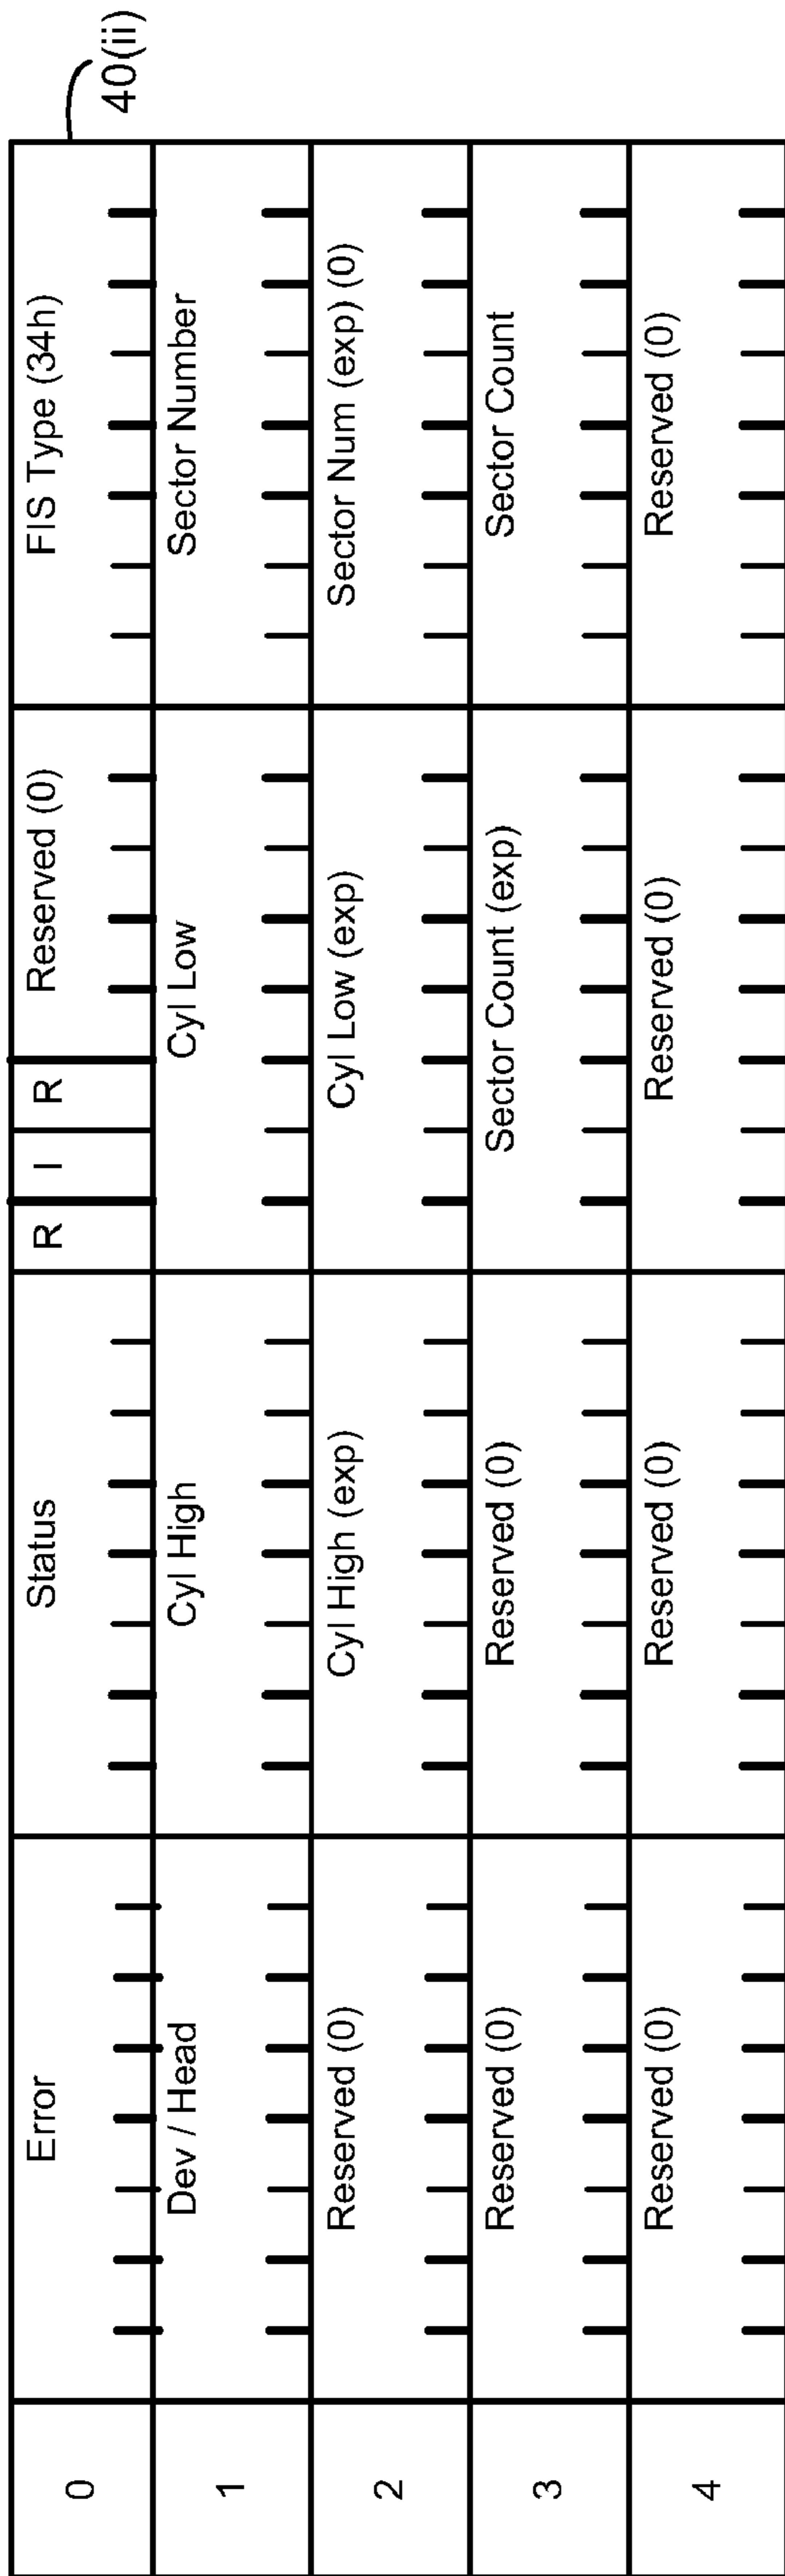 40(ii)
0 Error Status R I R Reserved (0) FIS Type (34h)
1 Dev / Head Cyl High Cyl Low Sector Number
2 Reserved (0) Cyl High (exp) Cyl Low (exp) Sector Num (exp) (0)
3 Reserved (0) Reserved (0) Sector Count (exp) Sector Count
4 Reserved (0) Reserved (0) Reserved (0) Reserved (0)